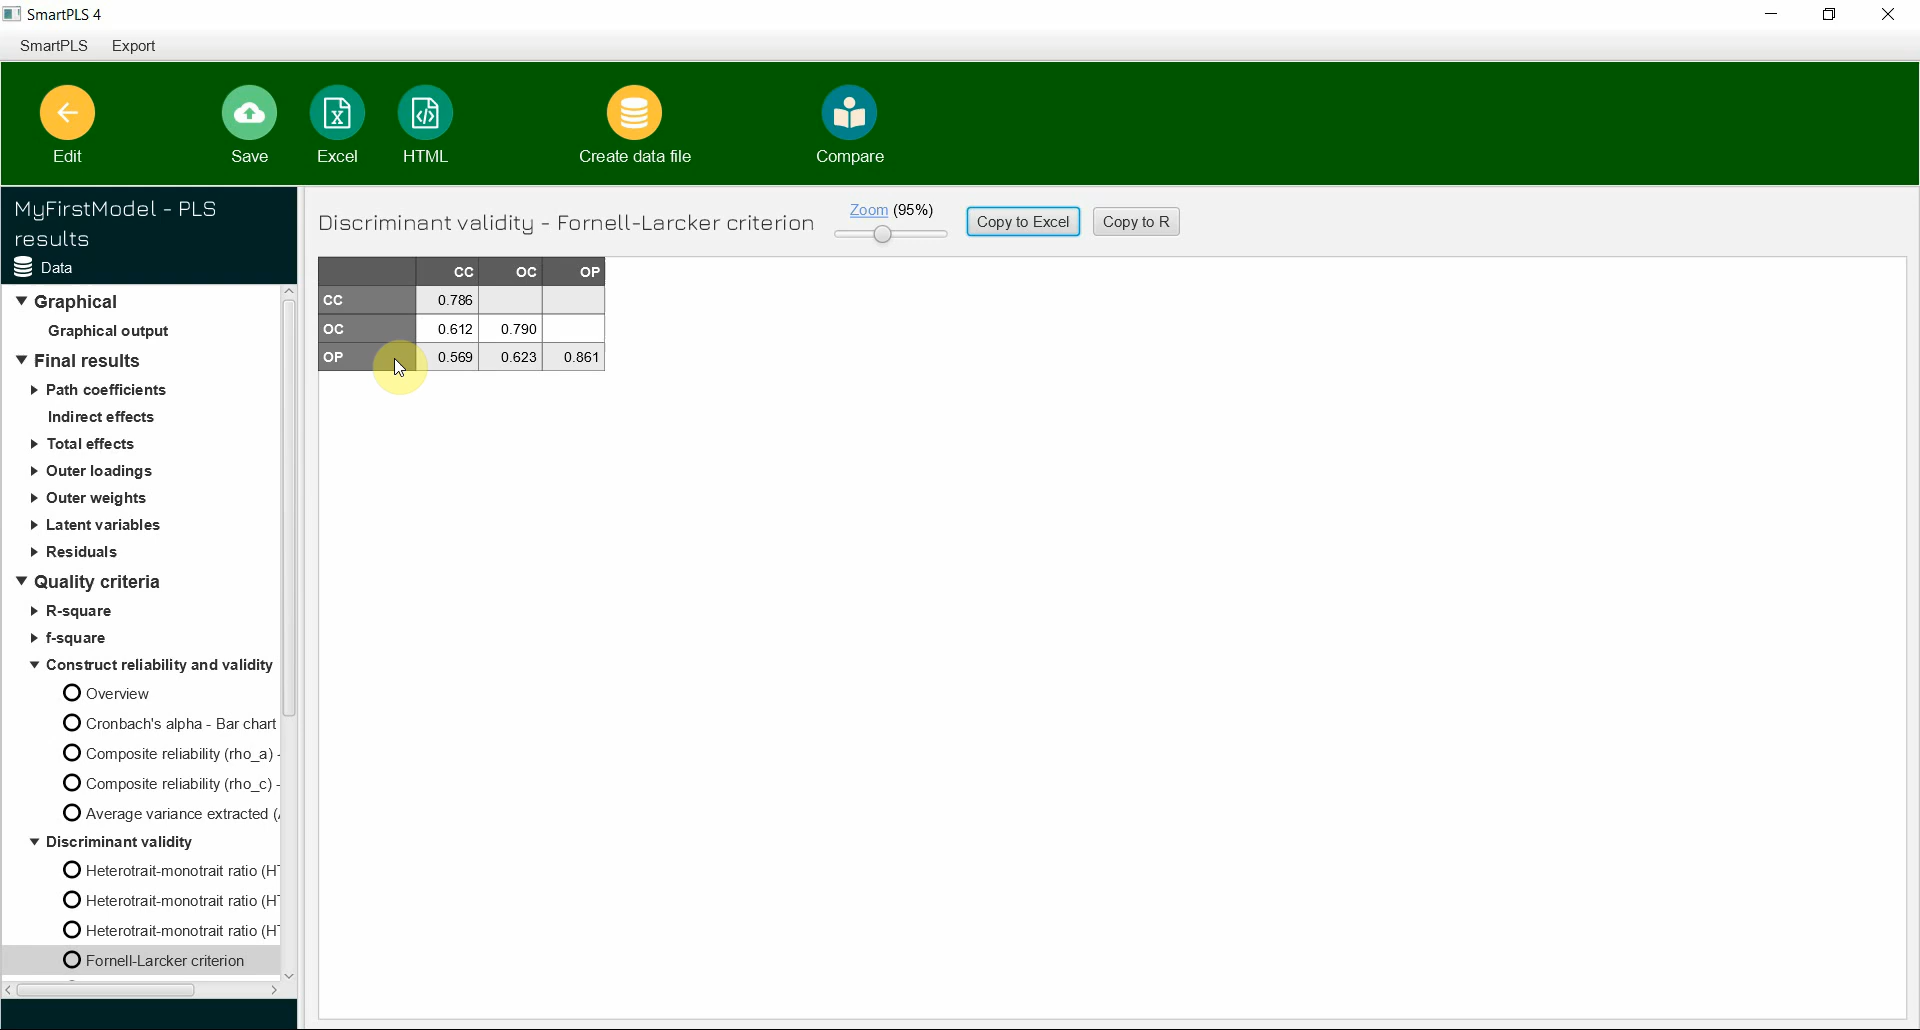 SmartPLS 4
SmartPLS Export
Edit Save Excel HTML Create data file Compare
MyFirstModel - PLS
results
Data
Discriminant validity - Fornell-Larcker criterion
Zoom (95%)
Copy to Excel Copy to R
CC OC OP
CC 0.786
OC 0.612 0.790
OP 0.569 0.623 0.861
Graphical
Graphical output
Final results
Path coefficients
Indirect effects
Total effects
Outer loadings
Outer weights
Latent variables
Residuals
Quality criteria
R-square
f-square
Construct reliability and validity
Overview
Cronbach's alpha - Bar chart
Composite reliability (rho_a) -
Composite reliability (rho_c) -
Average variance extracted (
Discriminant validity
Heterotrait-monotrait ratio (H
Heterotrait-monotrait ratio (H
Heterotrait-monotrait ratio (H
Fornell-Larcker criterion